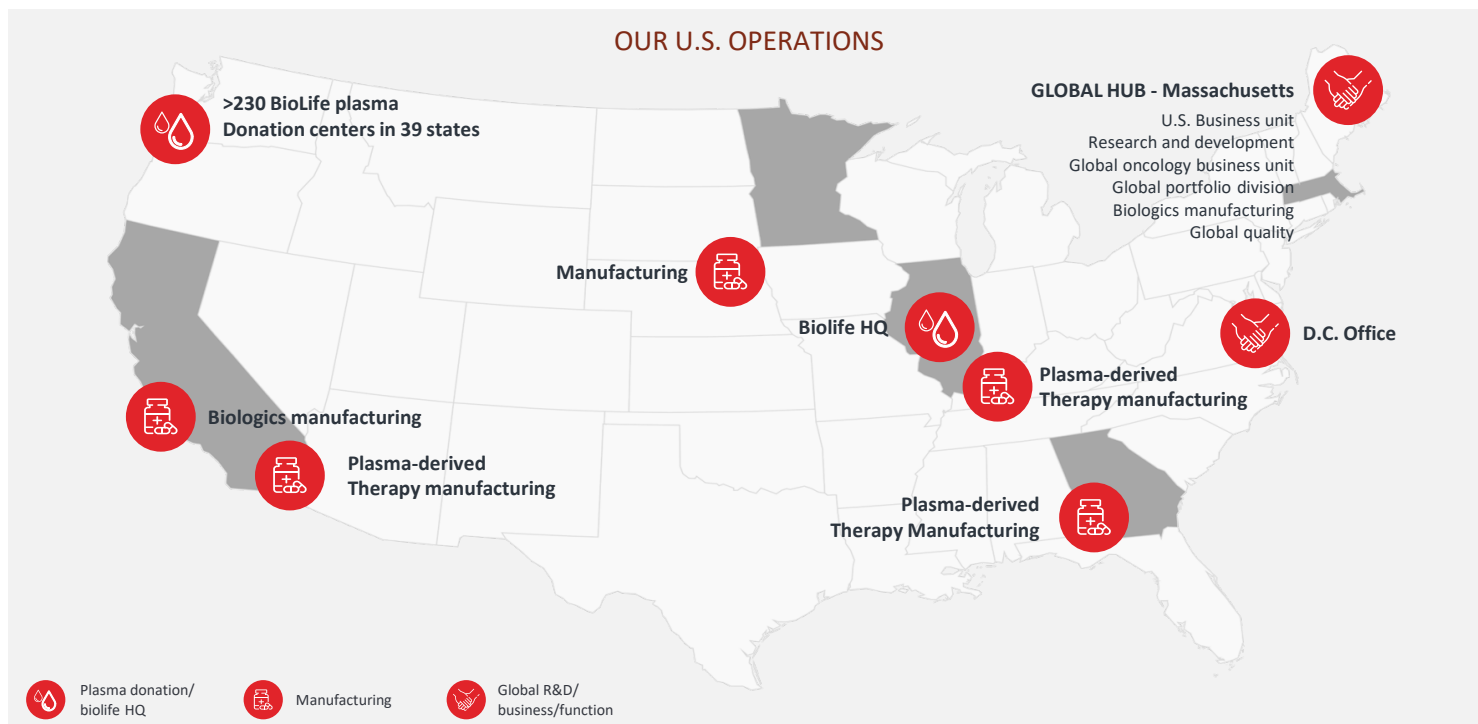 OUR U.S. OPERATIONS
>230 BioLife plasma
Donation centers in 39 states
GLOBAL HUB - Massachusetts
U.S. Business unit
Research and development
Global oncology business unit
Global portfolio division
Biologics manufacturing
Global quality
Manufacturing
Biolife HQ
D.C. Office
Plasma-derived
Therapy manufacturing
Biologics manufacturing
Plasma-derived
Therapy manufacturing
Plasma-derived
Therapy Manufacturing
Plasma donation/
biolife HQ
Manufacturing
Global R&D/
business/function